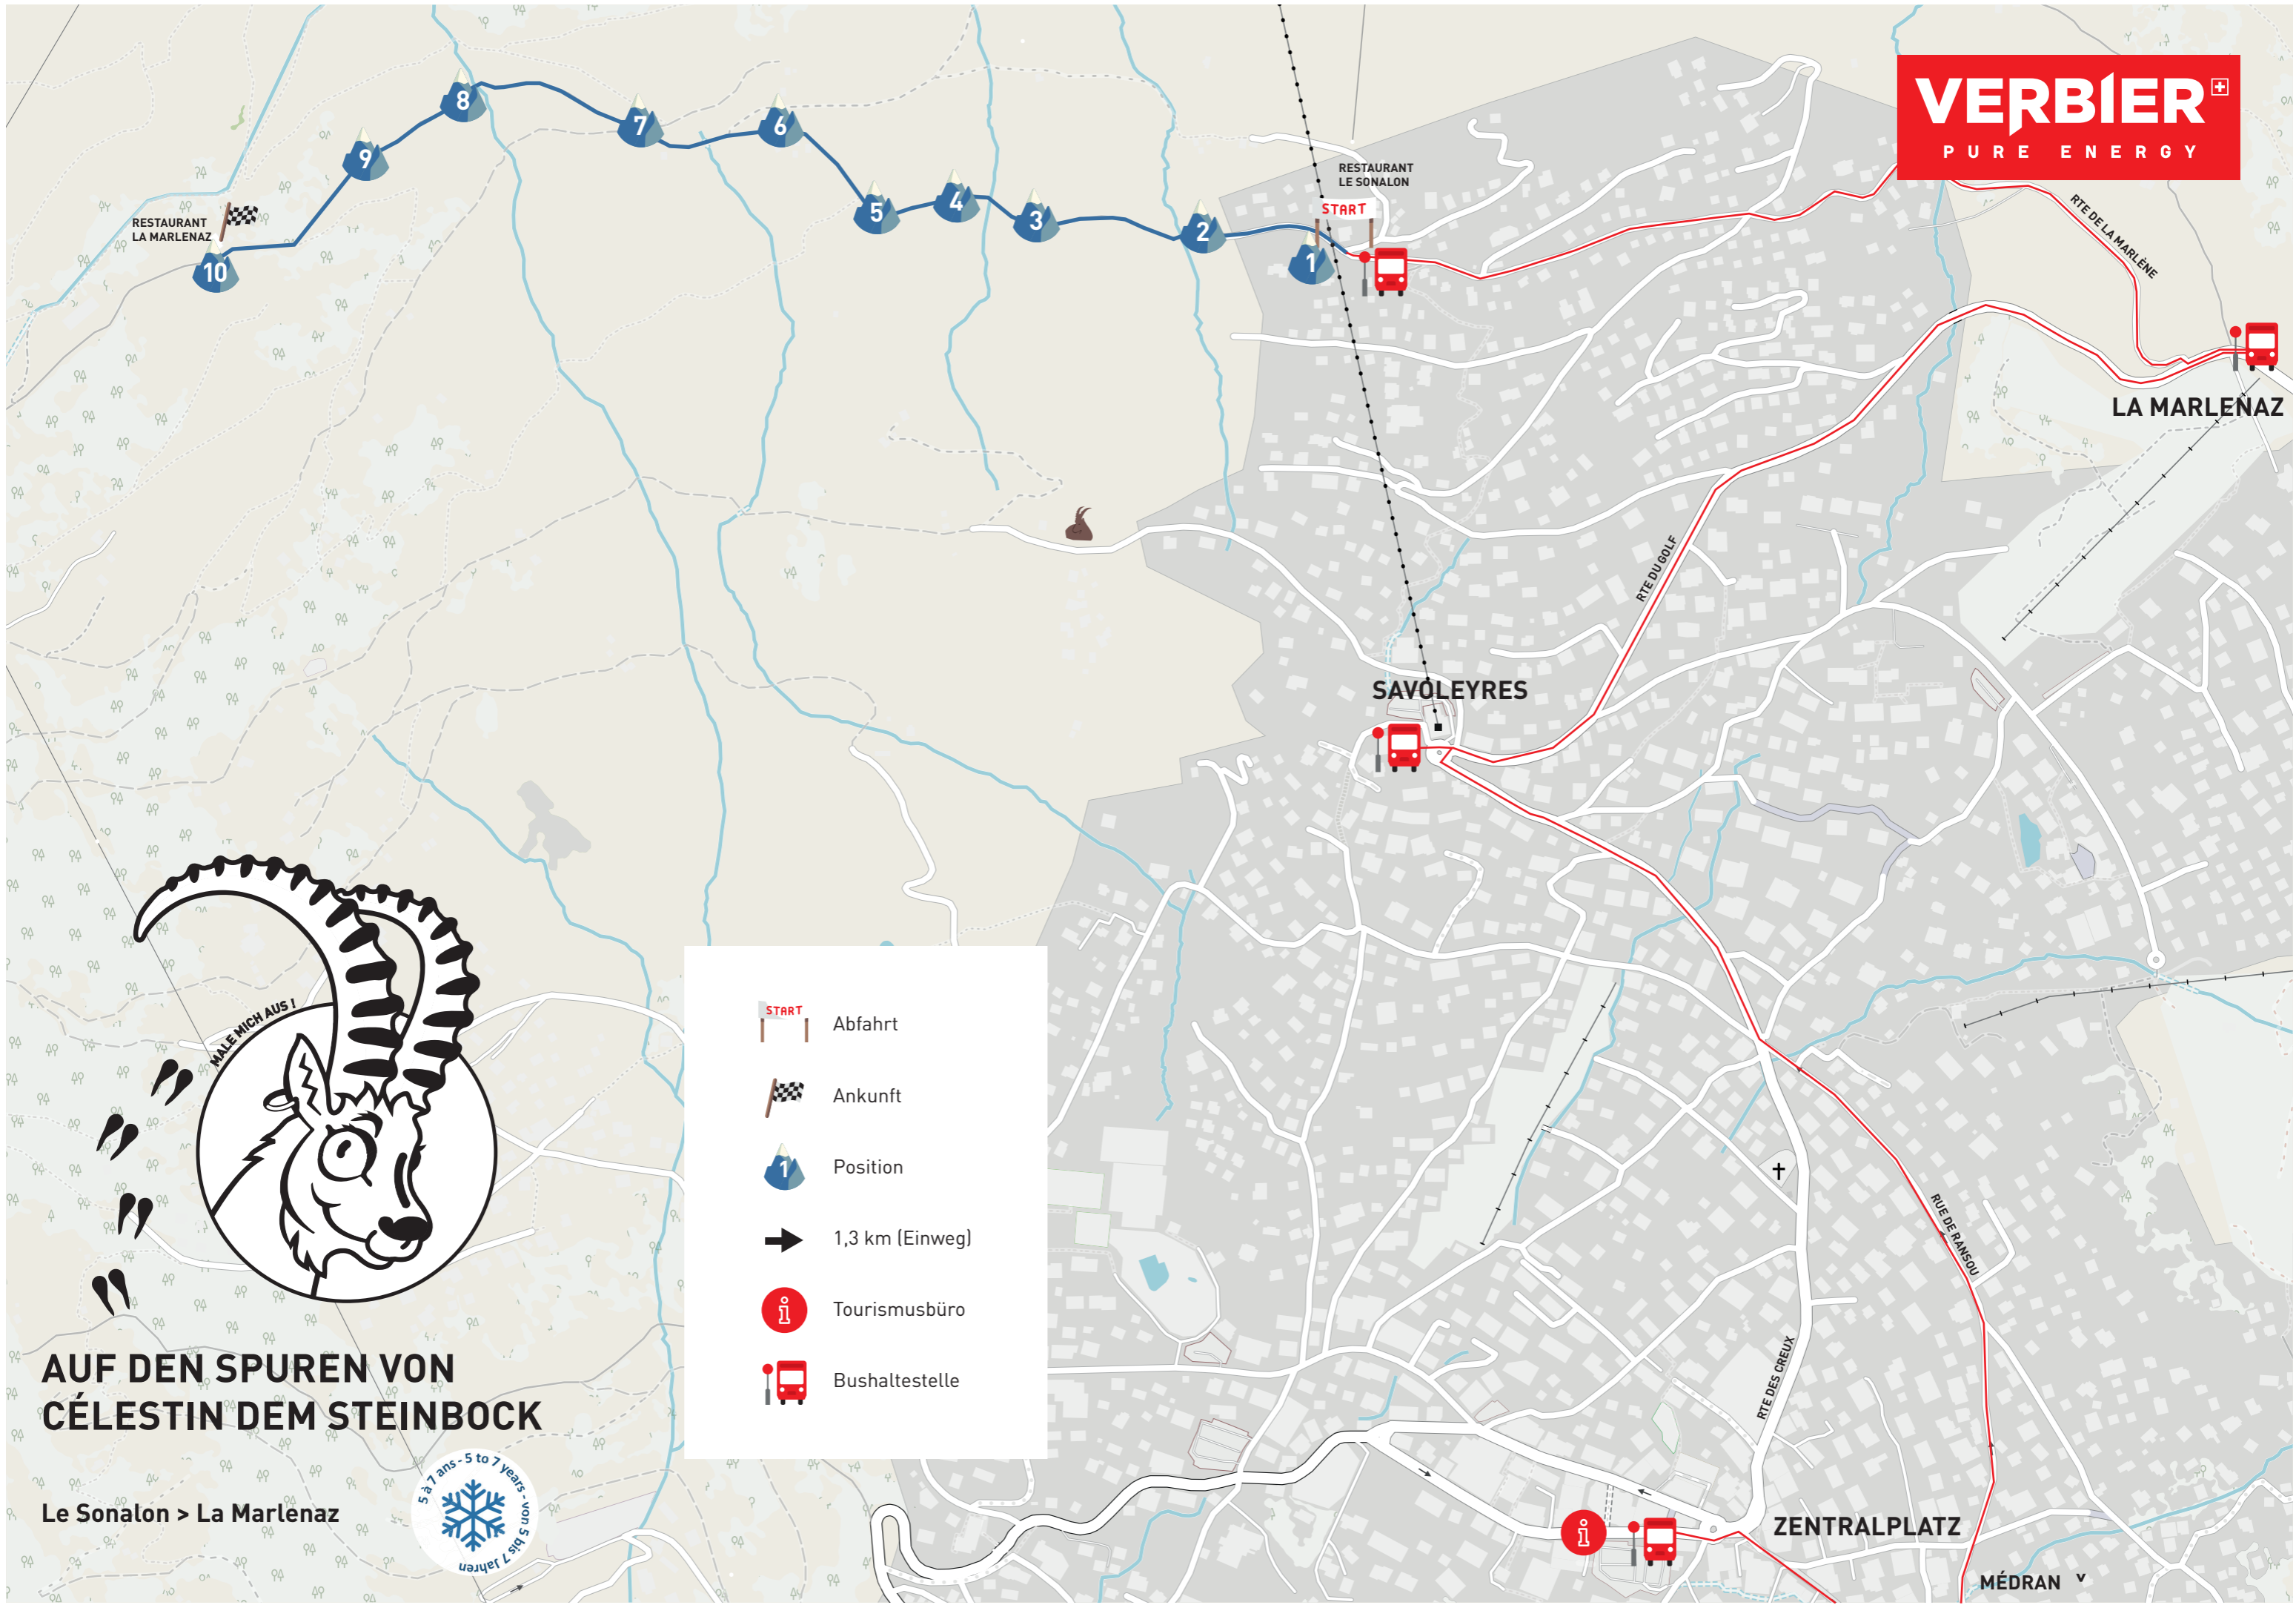 VERBIER
PURE ENERGY
8
7
6
9
5
4
3
2
1
10
RESTAURANT
LE SONALON
START
RESTAURANT
LA MARLENAZ
RTE DE LA MARLÈNE
LA MARLENAZ
RTE DU GOLF
SAVOLEYRES
MALE MICH AUS !
START
Abfahrt
Ankunft
1
Position
1,3 km (Einweg)
i
Tourismusbüro
Bushaltestelle
RUE DE RANSOU
RTE DES CREUX
AUF DEN SPUREN VON
CÉLESTIN DEM STEINBOCK
Le Sonalon > La Marlenaz
5 à 7 ans - 5 to 7 years - von 5 bis 7 Jahren
i
ZENTRALPLATZ
MÉDRAN v